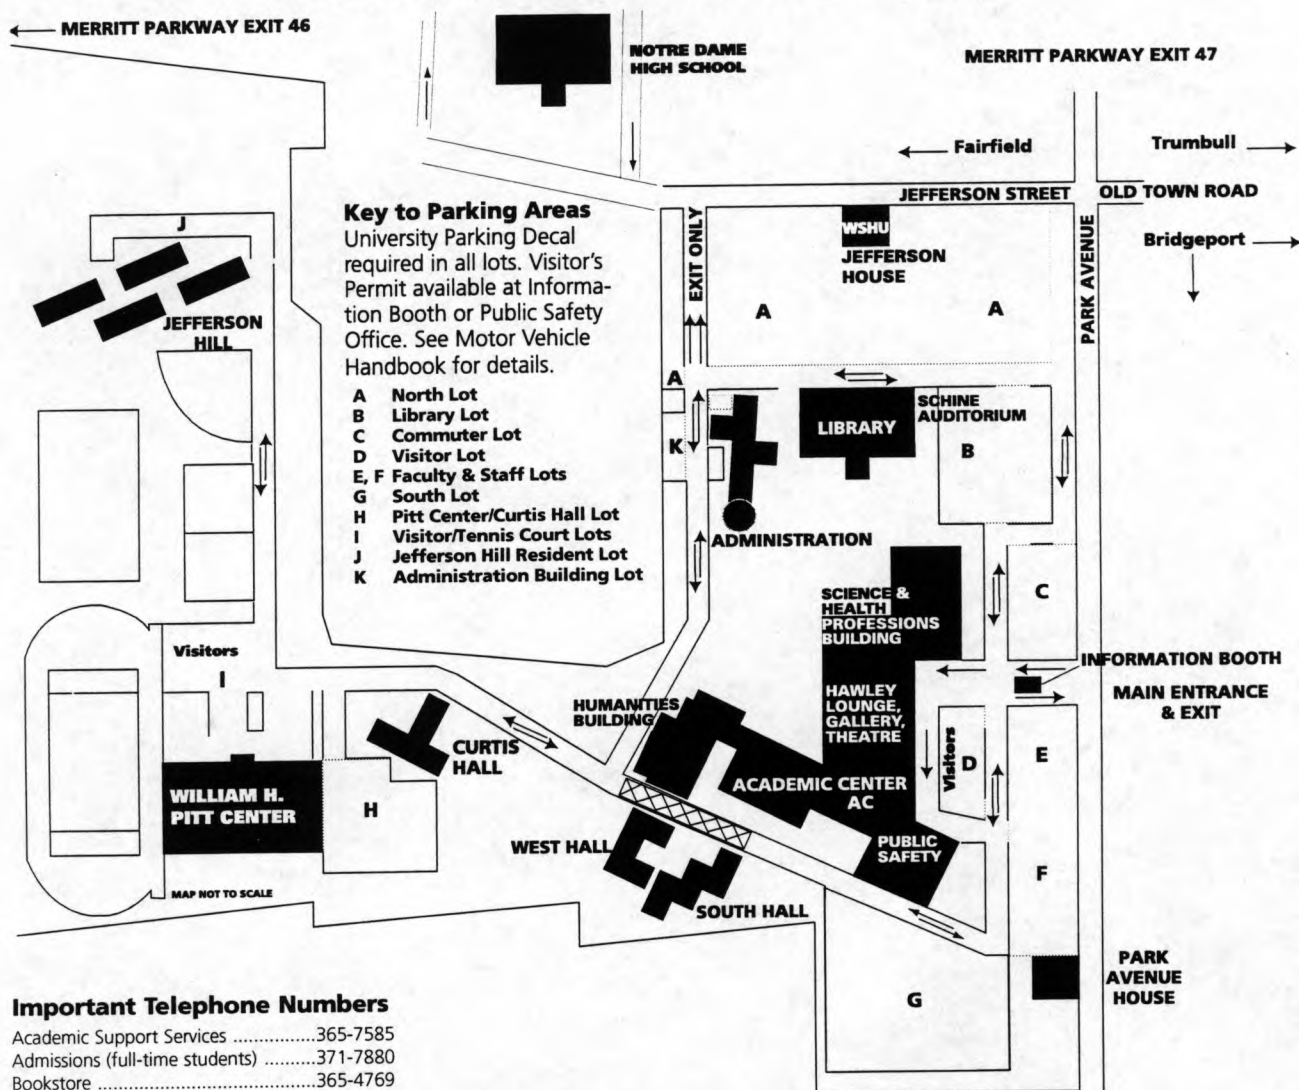 MERRITT PARKWAY EXIT 46
NOTRE DAME
HIGH SCHOOL
MERRITT PARKWAY EXIT 47
Fairfield
Trumbull
JEFFERSON STREET
OLD TOWN ROAD
Bridgeport
PARK AVENUE
EXIT ONLY
WSHU
JEFFERSON
HOUSE
A
A
J
JEFFERSON
HILL
Key to Parking Areas
University Parking Decal
required in all lots. Visitor's
Permit available at Informa-
tion Booth or Public Safety
Office. See Motor Vehicle
Handbook for details.
A North Lot
B Library Lot
C Commuter Lot
D Visitor Lot
E, F Faculty & Staff Lots
G South Lot
H Pitt Center/Curtis Hall Lot
I Visitor/Tennis Court Lots
J Jefferson Hill Resident Lot
K Administration Building Lot
A
K
LIBRARY
SCHINE
AUDITORIUM
B
ADMINISTRATION
SCIENCE &
HEALTH
PROFESSIONS
BUILDING
C
INFORMATION BOOTH
MAIN ENTRANCE
& EXIT
HAWLEY
LOUNGE,
GALLERY,
THEATRE
Visitors
D
E
Visitors
I
HUMANITIES
BUILDING
CURTIS
HALL
ACADEMIC CENTER
AC
WILLIAM H.
PITT CENTER
H
WEST HALL
PUBLIC
SAFETY
F
MAP NOT TO SCALE
SOUTH HALL
G
PARK
AVENUE
HOUSE
Important Telephone Numbers
Academic Support Services ................365-7585
Admissions (full-time students) ..........371-7880
Bookstore ..........................................365-4769